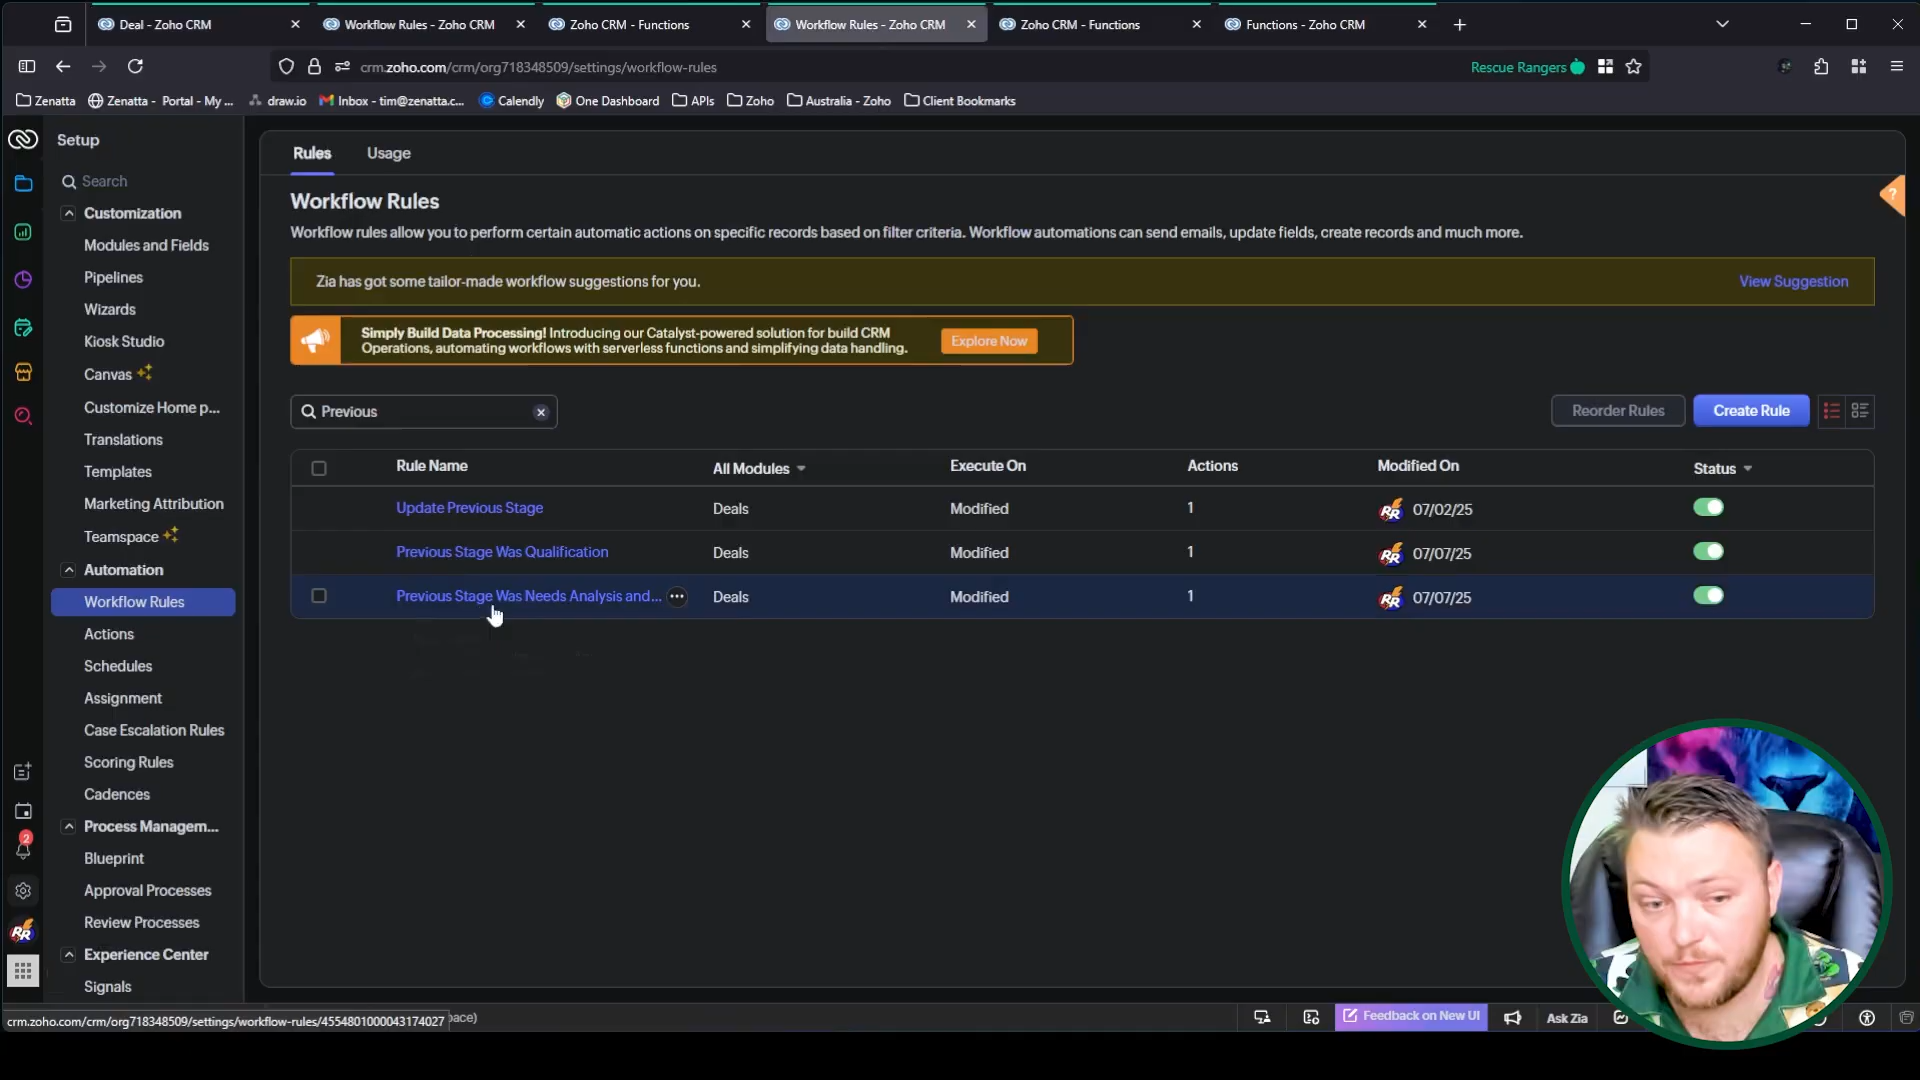 Deal - Zoho CRM
Workflow Rules - Zoho CRM
Zoho CRM - Functions
Workflow Rules - Zoho CRM
Zoho CRM - Functions
Functions - Zoho CRM
crm.zoho.com/crm/org718348509/settings/workflow-rules
Rescue Rangers
Zenatta
Zenatta - Portal - My ...
draw.io
Inbox - tim@zenatta.c...
Calendly
One Dashboard
APIs
Zoho
Australia - Zoho
Client Bookmarks
Setup
Search
Customization
Modules and Fields
Pipelines
Wizards
Kiosk Studio
Canvas
Customize Home p...
Translations
Templates
Marketing Attribution
Teamspace
Automation
Workflow Rules
Actions
Schedules
Assignment
Case Escalation Rules
Scoring Rules
Cadences
Process Managem...
Blueprint
Approval Processes
Review Processes
Experience Center
Signals
2
RR
Rules
Usage
?
Workflow Rules
Workflow rules allow you to perform certain automatic actions on specific records based on filter criteria. Workflow automations can send emails, update fields, create records and much more.
Zia has got some tailor-made workflow suggestions for you.
View Suggestion
Simply Build Data Processing! Introducing our Catalyst-powered solution for build CRM
Operations, automating workflows with serverless functions and simplifying data handling.
Explore Now
Previous
Reorder Rules
Create Rule
Rule Name All Modules Execute On Actions Modified On Status
Update Previous Stage Deals Modified 1 RR 07/02/25
Previous Stage Was Qualification Deals Modified 1 RR 07/07/25
Previous Stage Was Needs Analysis and... Deals Modified 1 RR 07/07/25
crm.zoho.com/crm/org718348509/settings/workflow-rules/4554801000043174027
pace)
Feedback on New UI
Ask Zia